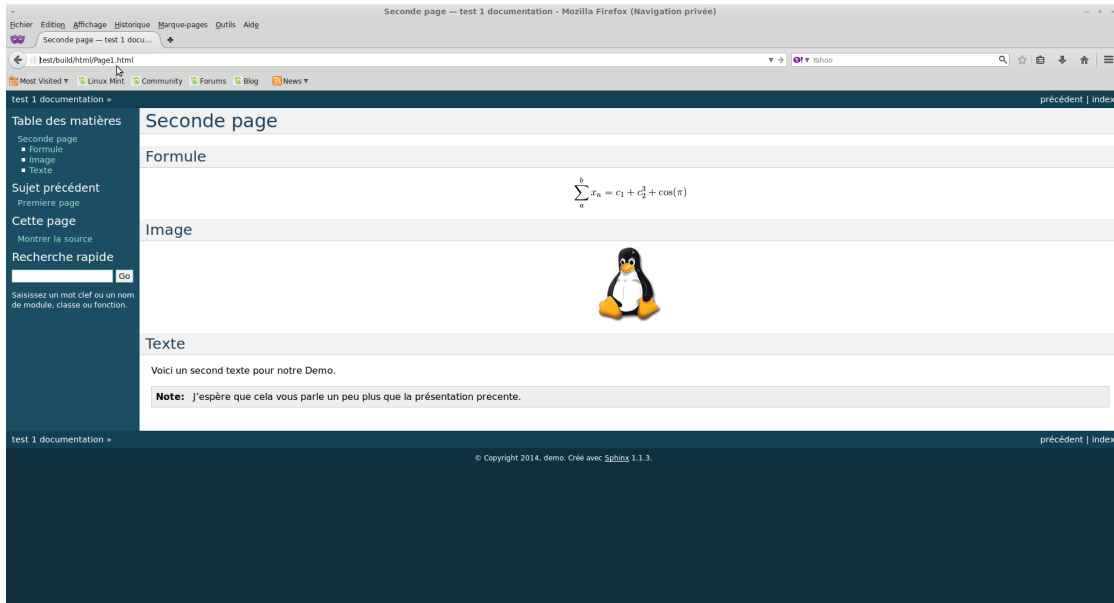 Seconde page — test 1 documentation - Mozilla Firefox (Navigation privée)
Fichier Edition Affichage Historique Marque-pages Outils Aide
Seconde page — test 1 docu...
test/build/html/Page1.html
Yahoo
Most Visited Linux Mint Community Forums Blog News
test 1 documentation » précédent | index
Table des matières
Seconde page
Formule
Image
Texte
Sujet précédent
Premiere page
Cette page
Montrer la source
Recherche rapide
Go
Saisissez un mot clef ou un nom
de module, classe ou fonction.
Seconde page
Formule
b
∑ xₙ = c₁ + c₂³ + cos(π)
a
Image
Texte
Voici un second texte pour notre Demo.
Note: J'espère que cela vous parle un peu plus que la présentation precente.
test 1 documentation » précédent | index
© Copyright 2014, demo. Créé avec Sphinx 1.1.3.